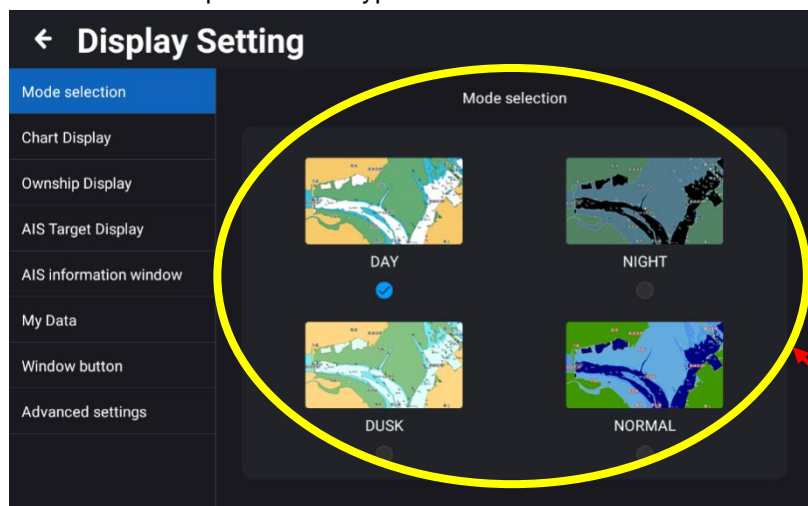 ← Display Setting
Mode selection
Chart Display
Ownship Display
AIS Target Display
AIS information window
My Data
Window button
Advanced settings
Mode selection
DAY
NIGHT
DUSK
NORMAL